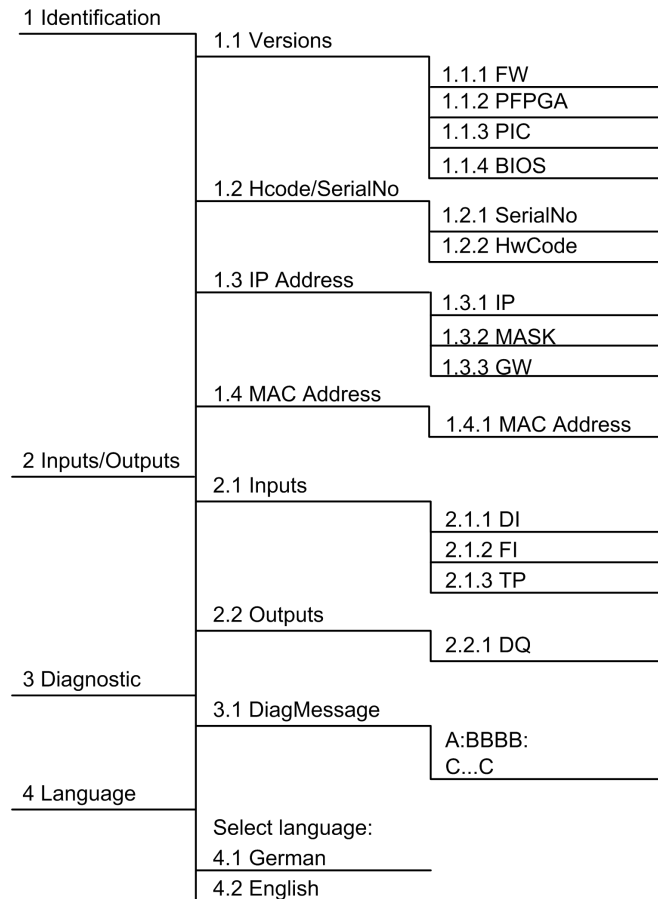 1 Identification
1.1 Versions
1.1.1 FW
1.1.2 PFPGA
1.1.3 PIC
1.1.4 BIOS
1.2 Hcode/SerialNo
1.2.1 SerialNo
1.2.2 HwCode
1.3 IP Address
1.3.1 IP
1.3.2 MASK
1.3.3 GW
1.4 MAC Address
1.4.1 MAC Address
2 Inputs/Outputs
2.1 Inputs
2.1.1 DI
2.1.2 FI
2.1.3 TP
2.2 Outputs
2.2.1 DQ
3 Diagnostic
3.1 DiagMessage
A:BBBB:
C...C
4 Language
Select language:
4.1 German
4.2 English